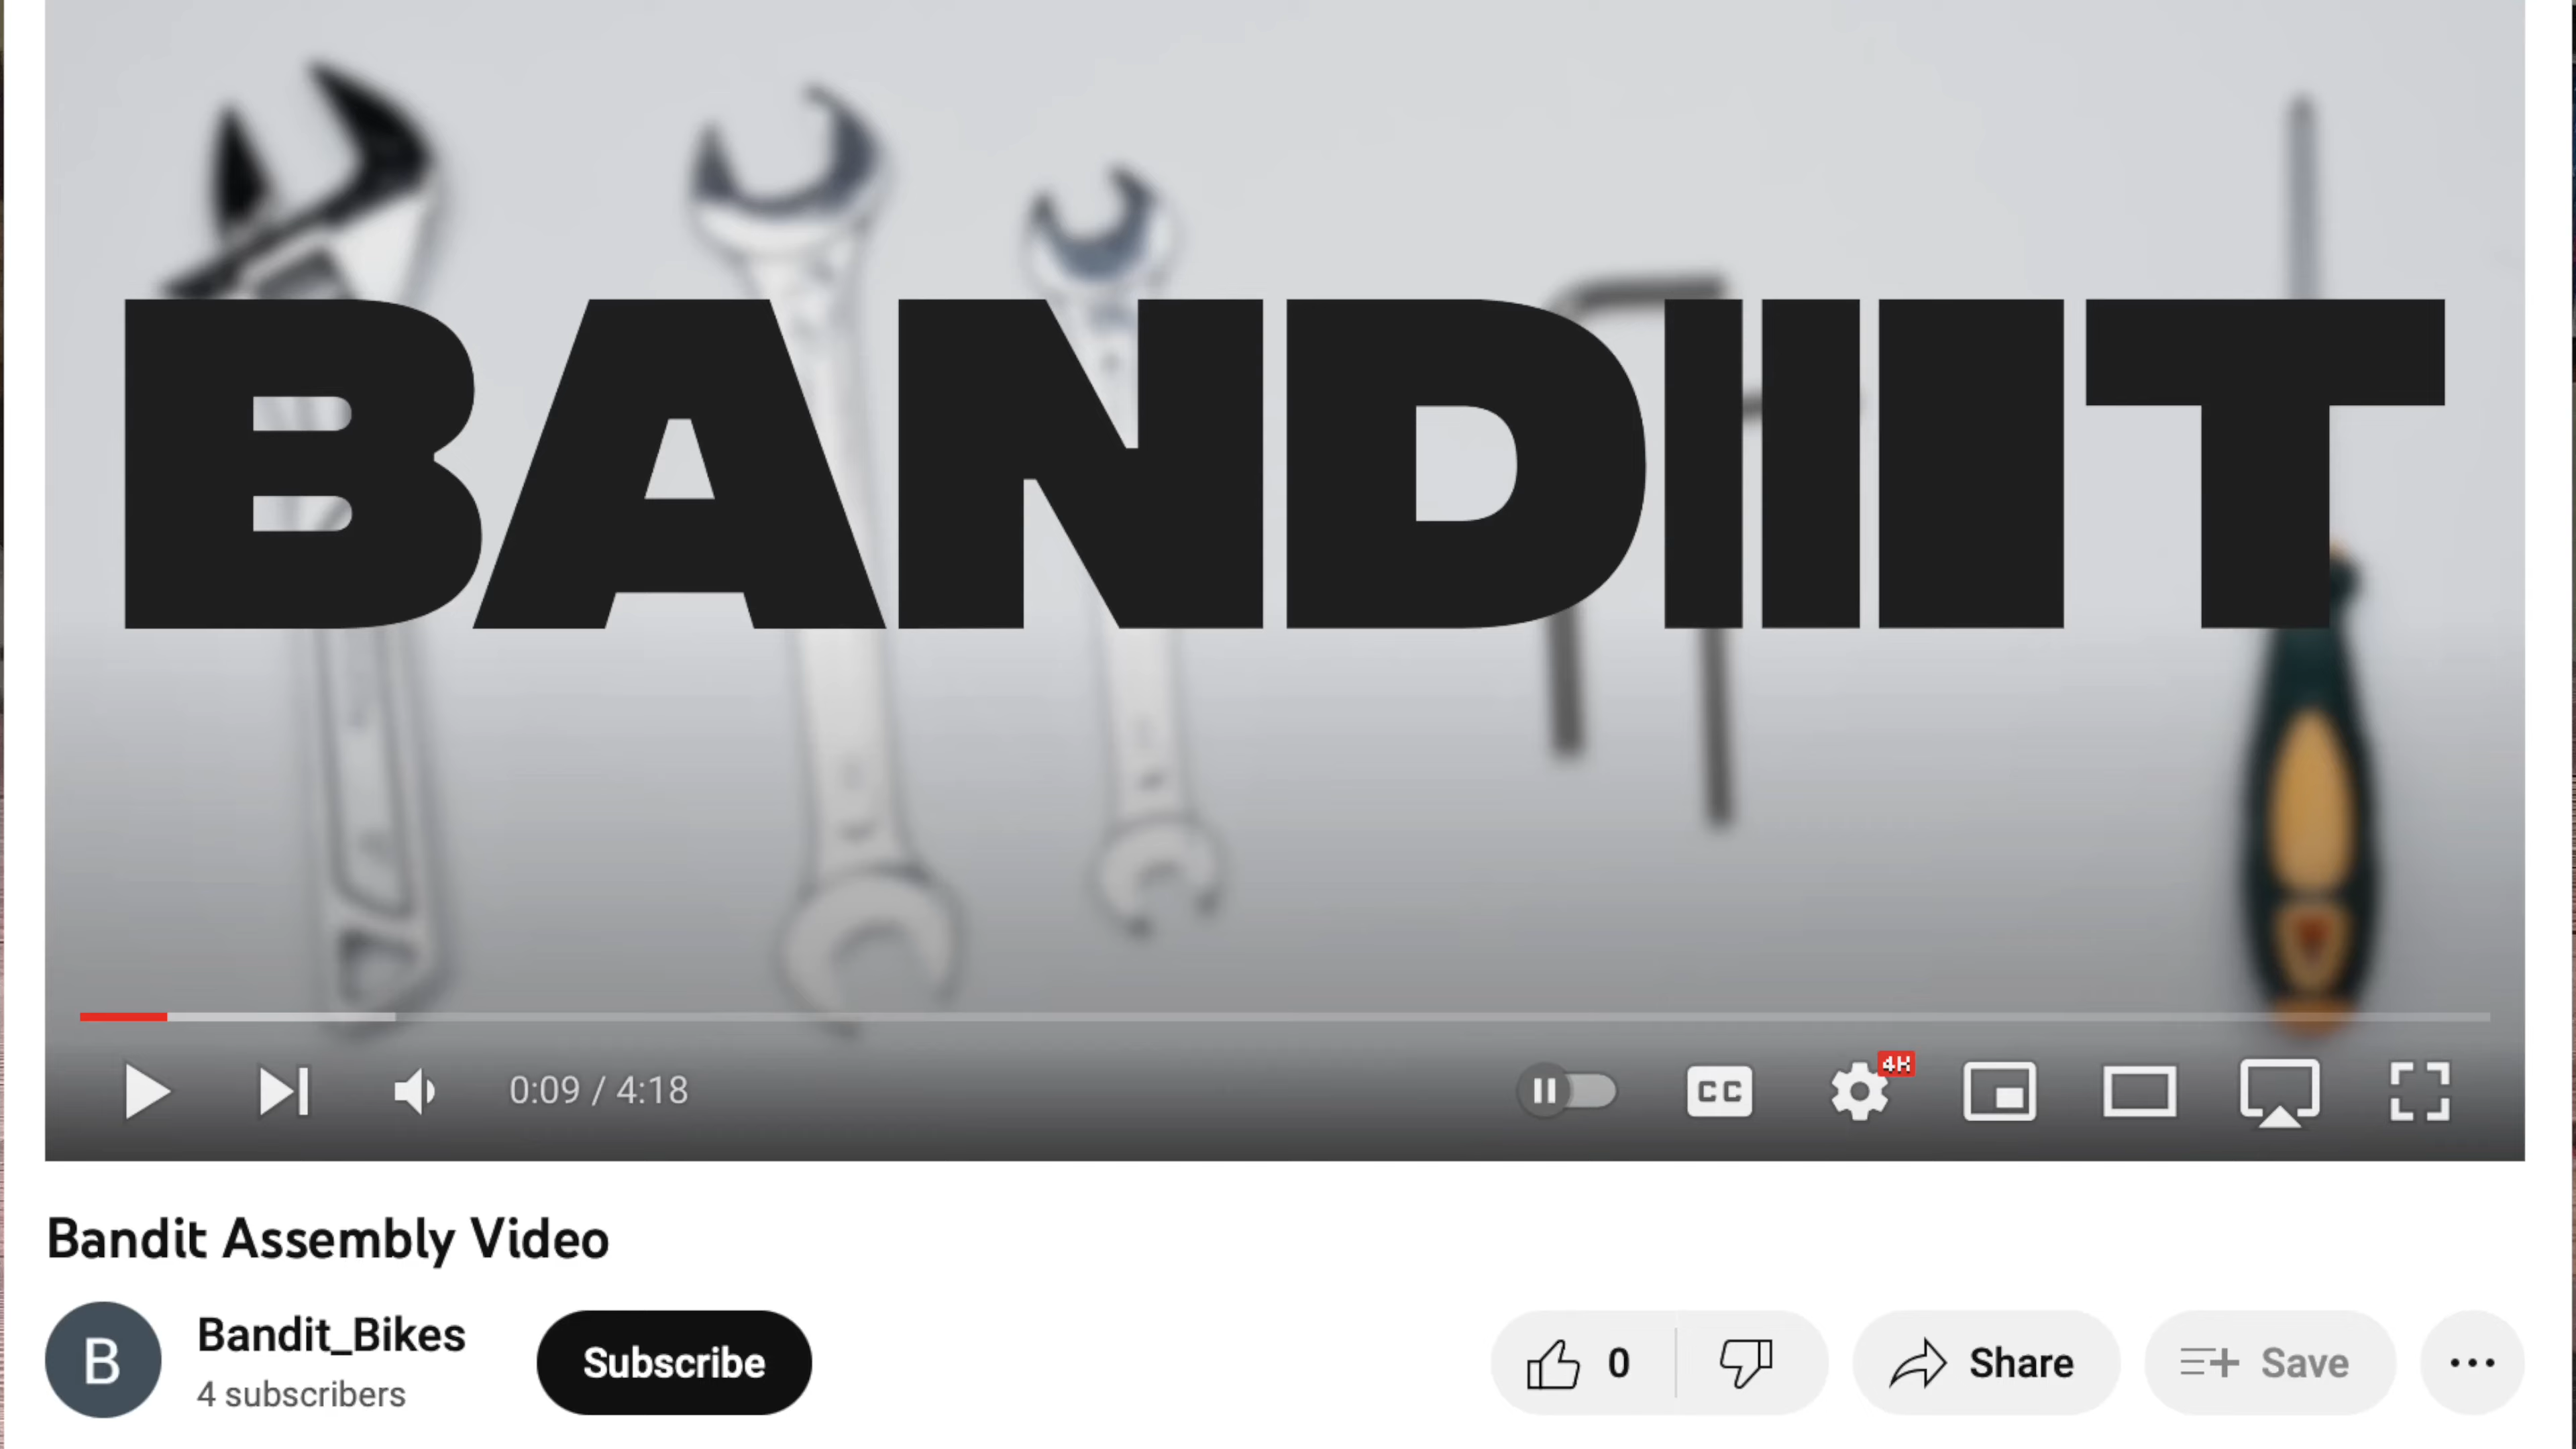 BANDIIIT
0:09 / 4:18
CC
4K
Bandit Assembly Video
B
Bandit_Bikes
4 subscribers
Subscribe
0
Share
Save